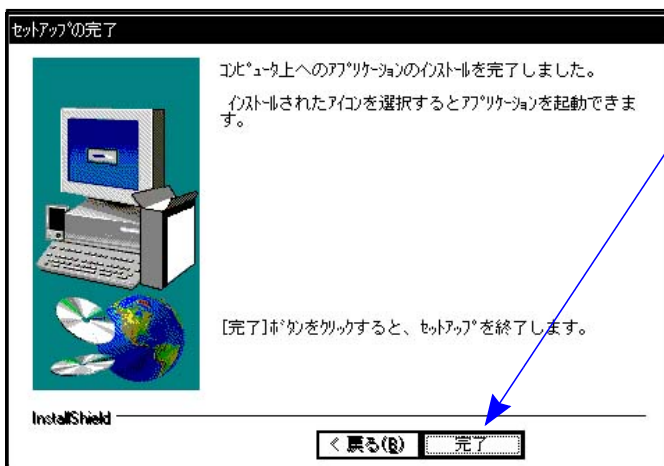 セットアップの完了
コンピュータ上へのアプリケーションのインストールを完了しました。
インストールされたアイコンを選択するとアプリケーションを起動できま
す。
[完了]ボタンをクリックすると、セットアップを終了します。
InstallShield
< 戻る(B)
完了